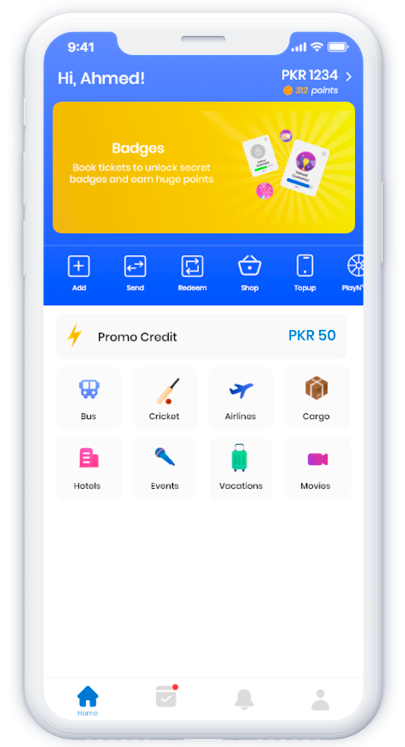 9:41
Hi, Ahmed!
PKR 1234
312 points
Badges
Book tickets to unlock secret
badges and earn huge points
Add
Send
Redeem
Shop
Topup
Promo Credit
PKR 50
Bus
Cricket
Airlines
Cargo
Hotels
Events
Vacations
Movies
Home